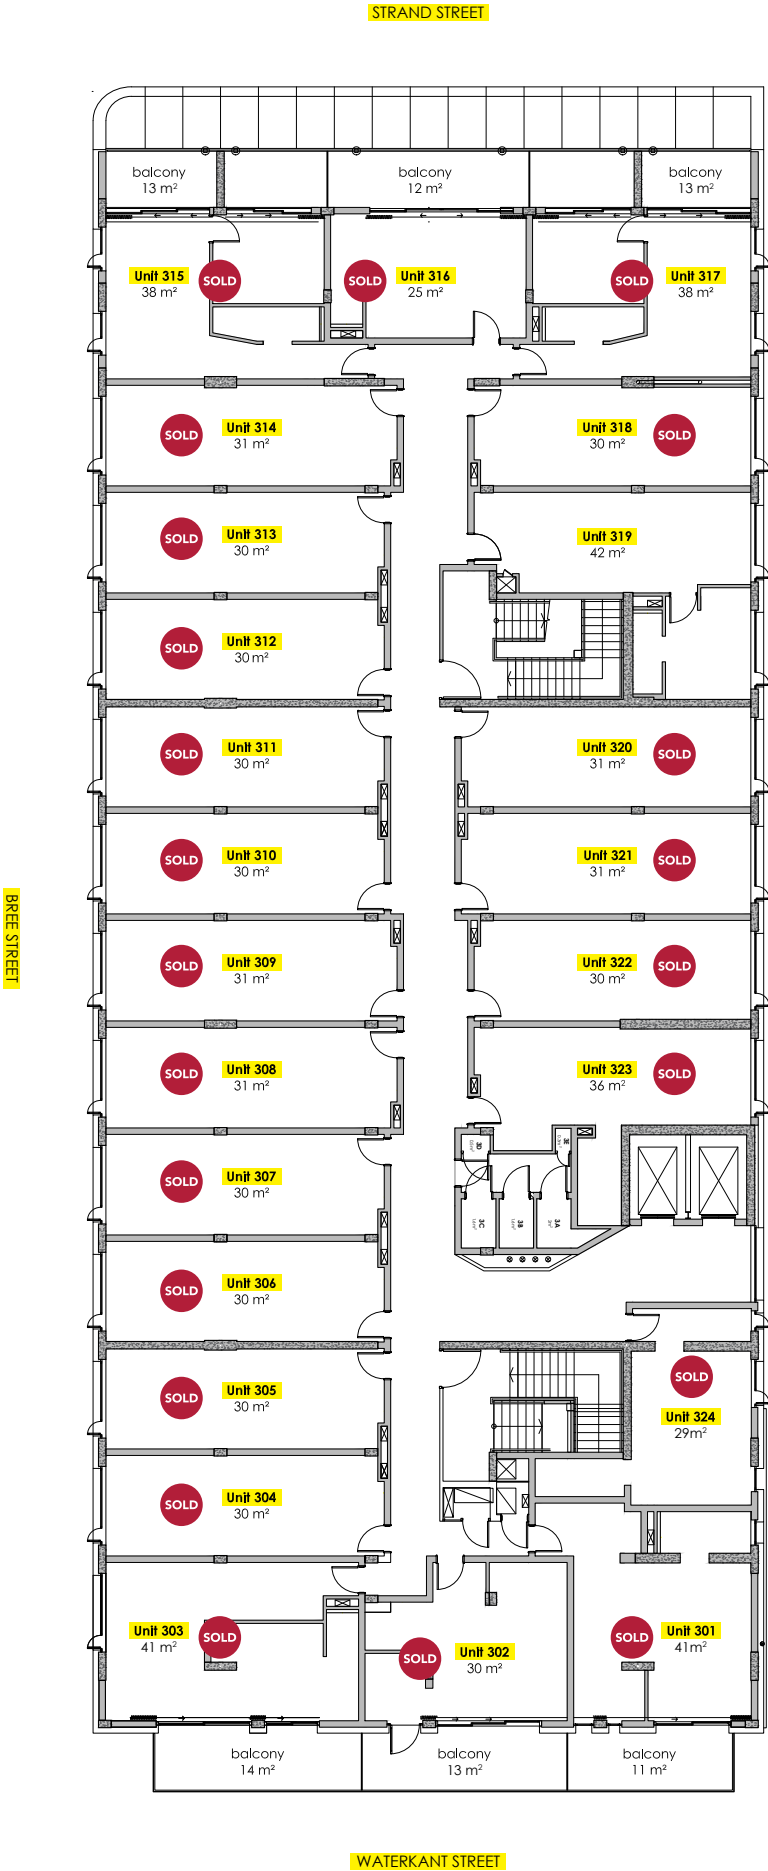 STRAND STREET
balcony
13 m²
balcony
12 m²
balcony
13 m²
Unit 315
38 m²
SOLD
SOLD
Unit 316
25 m²
SOLD
Unit 317
38 m²
SOLD
Unit 314
31 m²
Unit 318
30 m²
SOLD
SOLD
Unit 313
30 m²
Unit 319
42 m²
SOLD
Unit 312
30 m²
SOLD
Unit 311
30 m²
Unit 320
31 m²
SOLD
SOLD
Unit 310
30 m²
Unit 321
31 m²
SOLD
BREE STREET
SOLD
Unit 309
31 m²
Unit 322
30 m²
SOLD
SOLD
Unit 308
31 m²
Unit 323
36 m²
SOLD
3D
3E
SOLD
Unit 307
30 m²
3C
3B
3A
SOLD
Unit 306
30 m²
SOLD
Unit 305
30 m²
SOLD
Unit 324
29m²
SOLD
Unit 304
30 m²
Unit 303
41 m²
SOLD
SOLD
Unit 302
30 m²
SOLD
Unit 301
41m²
balcony
14 m²
balcony
13 m²
balcony
11 m²
WATERKANT STREET